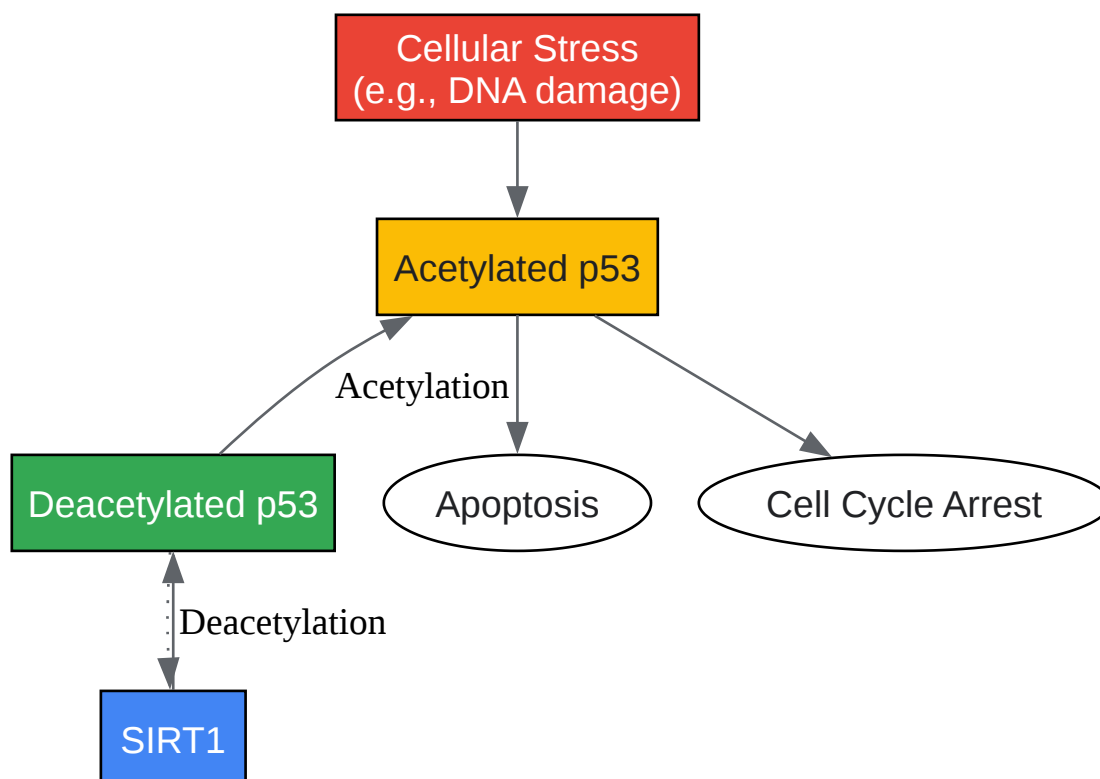 Cellular Stress
(e.g., DNA damage)
Acetylated p53
Acetylation
Deacetylated p53
Apoptosis
Cell Cycle Arrest
Deacetylation
SIRT1